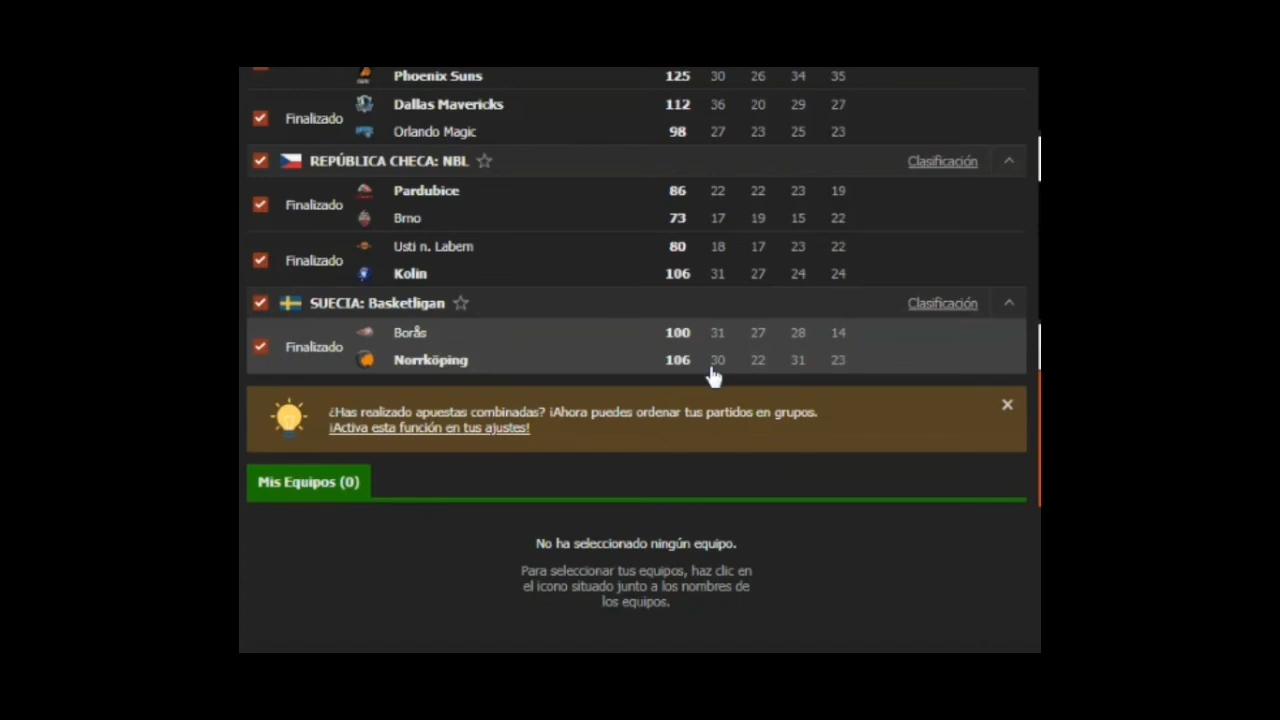 Phoenix Suns 125 30 26 34 35
Dallas Mavericks 112 36 20 29 27
Finalizado
Orlando Magic 98 27 23 25 23
REPÚBLICA CHECA: NBL Clasificación
Pardubice 86 22 22 23 19
Finalizado
Brno 73 17 19 15 22
Usti n. Labem 80 18 17 23 22
Finalizado
Kolin 106 31 27 24 24
SUECIA: Basketligan Clasificación
Borås 100 31 27 28 14
Finalizado
Norrköping 106 30 22 31 23
¿Has realizado apuestas combinadas? ¡Ahora puedes ordenar tus partidos en grupos.
¡Activa esta función en tus ajustes!
Mis Equipos (0)
No ha seleccionado ningún equipo.
Para seleccionar tus equipos, haz clic en
el icono situado junto a los nombres de
los equipos.